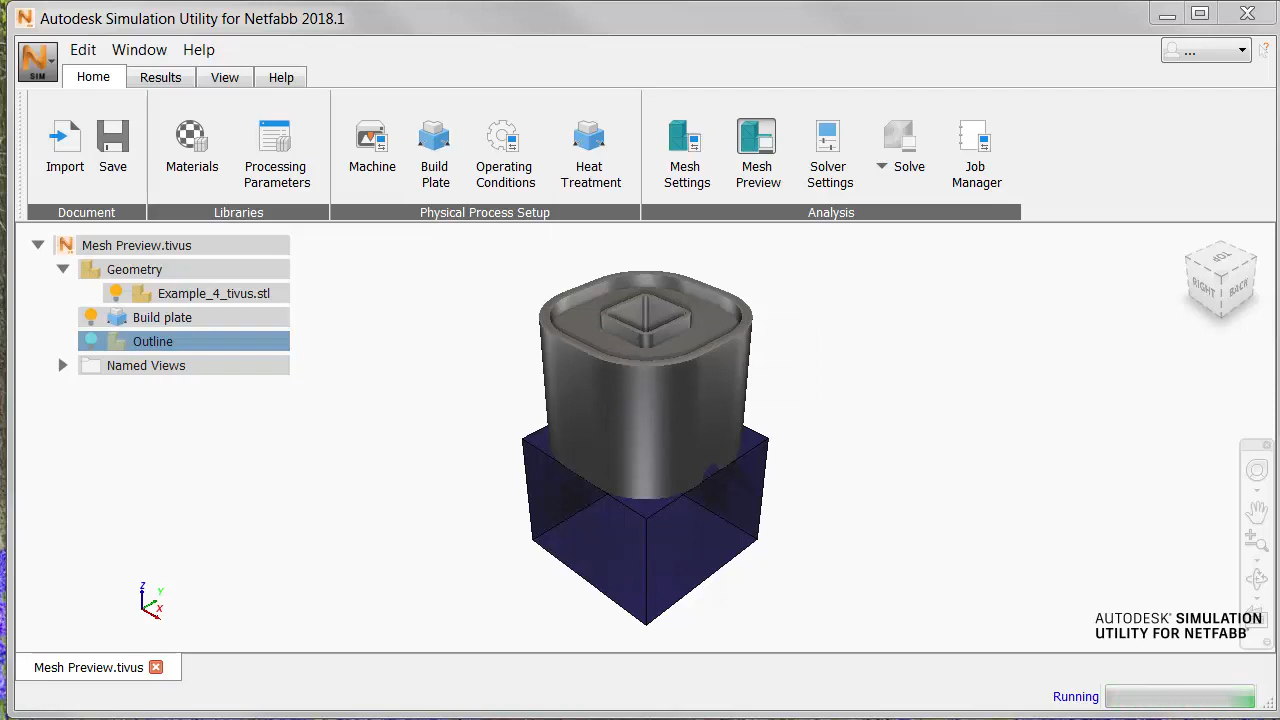 Autodesk Simulation Utility for Netfabb 2018.1
SIM
Edit Window Help
...
Home Results View Help
Import Save Materials Processing Parameters Machine Build Plate Operating Conditions Heat Treatment Mesh Settings Mesh Preview Solver Settings Solve Job Manager
Document Libraries Physical Process Setup Analysis
Mesh Preview.tivus
Geometry
Example_4_tivus.stl
Build plate
Outline
Named Views
TOP
RIGHT BACK
Z
Y
X
AUTODESK® SIMULATION
UTILITY FOR NETFABB®
Mesh Preview.tivus
Running